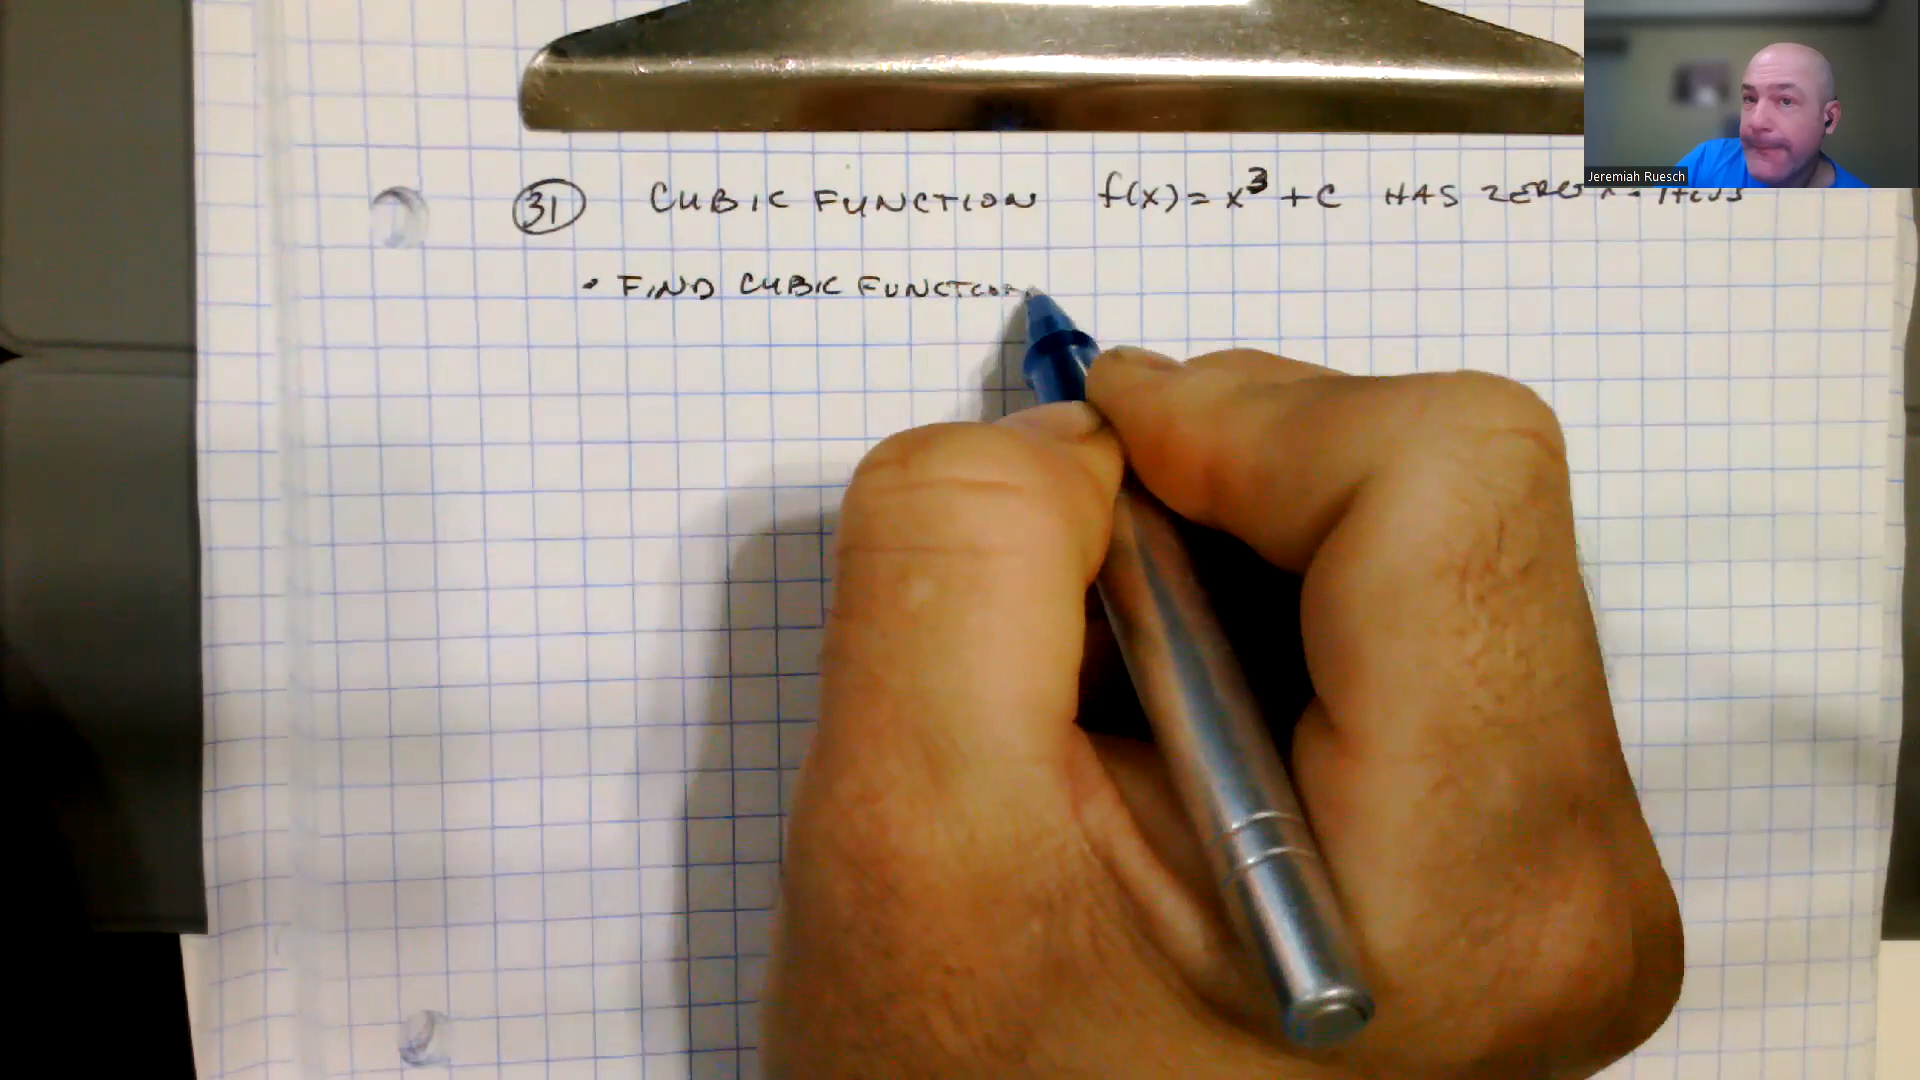 Jeremiah Ruesch
31 CUBIC FUNCTION f(x) = x³ + C HAS ZERO
• FIND CUBIC FUNCTION